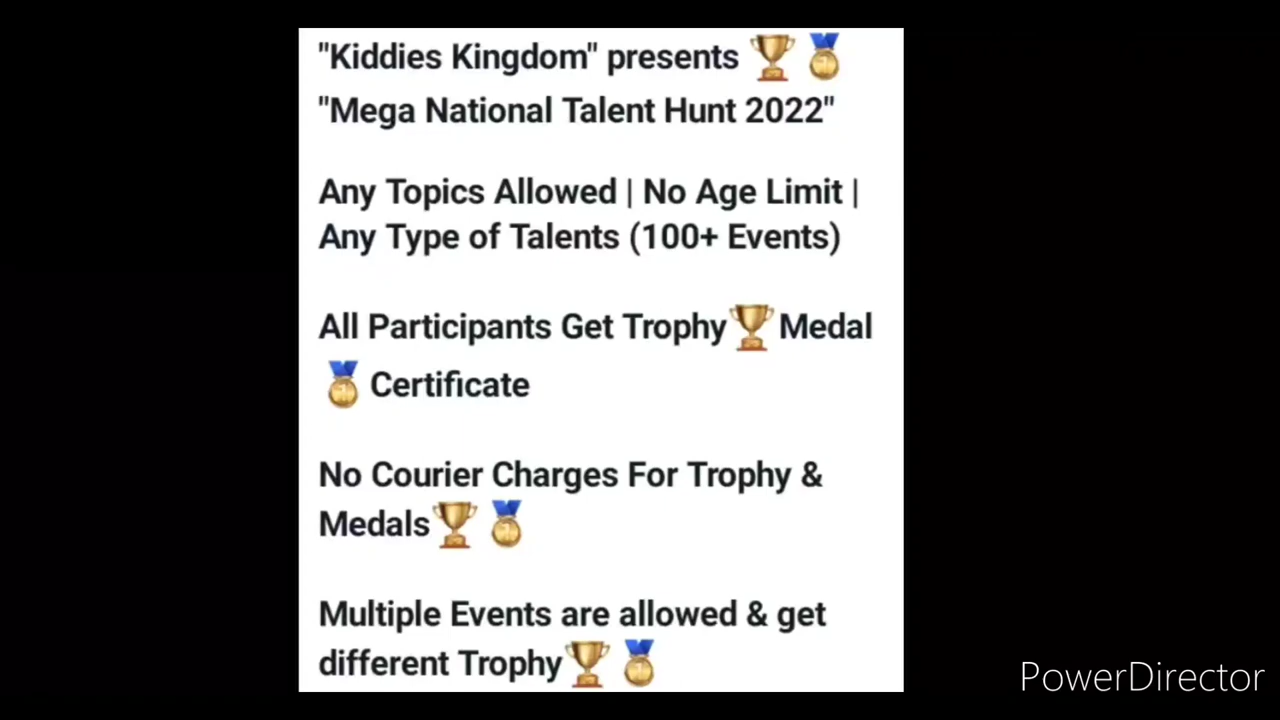 "Kiddies Kingdom" presents 🏆🥇
"Mega National Talent Hunt 2022"
Any Topics Allowed | No Age Limit |
Any Type of Talents (100+ Events)
All Participants Get Trophy🏆Medal
🥇Certificate
No Courier Charges For Trophy &
Medals🏆🥇
Multiple Events are allowed & get
different Trophy🏆🥇
PowerDirector